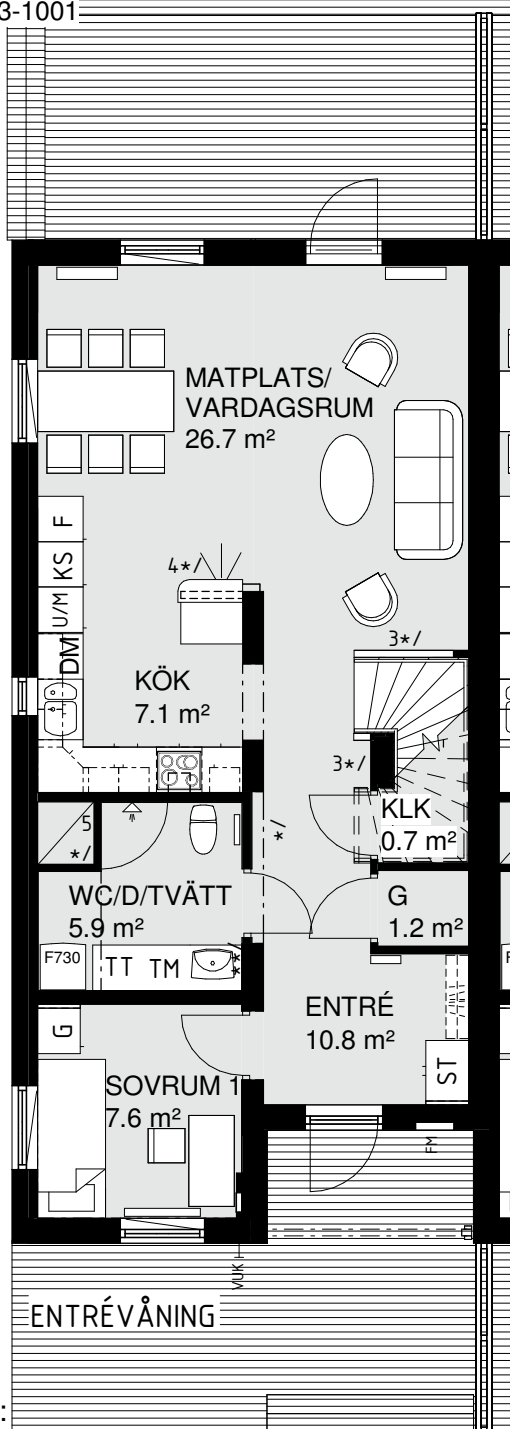 3-1001
MATPLATS/
VARDAGSRUM
26.7 m²
F
KS
U/M
DM
4*/
3*/
KÖK
7.1 m²
3*/
KLK
0.7 m²
5
*/
*/
WC/D/TVÄTT
5.9 m²
G
1.2 m²
F730
TT
TM
**/
ENTRÉ
10.8 m²
G
ST
SOVRUM 1
7.6 m²
FM
VUK
ENTRÉVÅNING
: